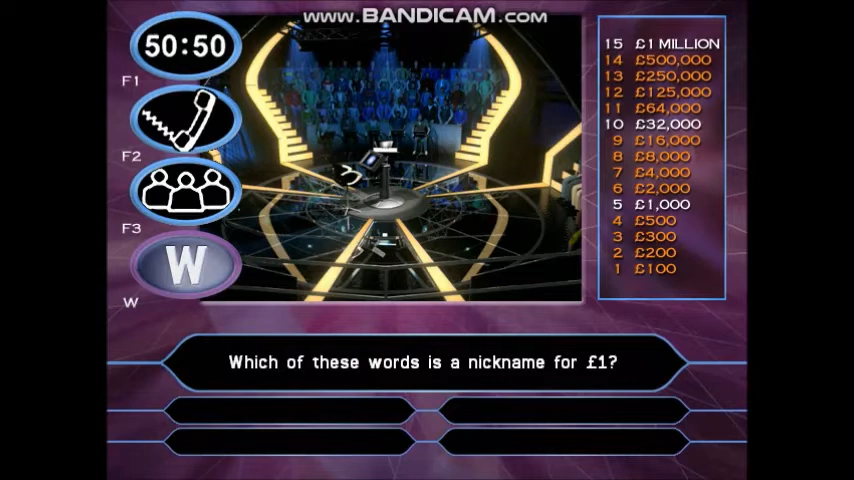 www.BANDICAM.com
50:50
F1
F2
F3
W
W
15 £1 MILLION
14 £500,000
13 £250,000
12 £125,000
11 £64,000
10 £32,000
9 £16,000
8 £8,000
7 £4,000
6 £2,000
5 £1,000
4 £500
3 £300
2 £200
1 £100
Which of these words is a nickname for £1?